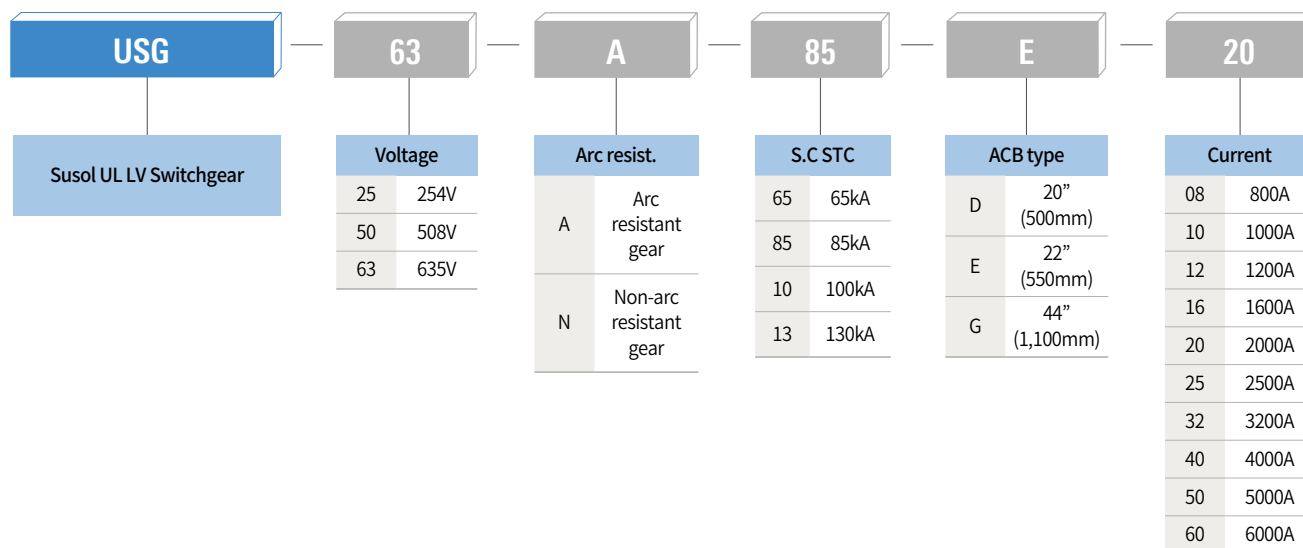 USG — 63 — A — 85 — E — 20
Susol UL LV Switchgear
Voltage
25 254V
50 508V
63 635V
Arc resist.
A Arc
resistant
gear
N Non-arc
resistant
gear
S.C STC
65 65kA
85 85kA
10 100kA
13 130kA
ACB type
D 20”
(500mm)
E 22”
(550mm)
G 44”
(1,100mm)
Current
08 800A
10 1000A
12 1200A
16 1600A
20 2000A
25 2500A
32 3200A
40 4000A
50 5000A
60 6000A